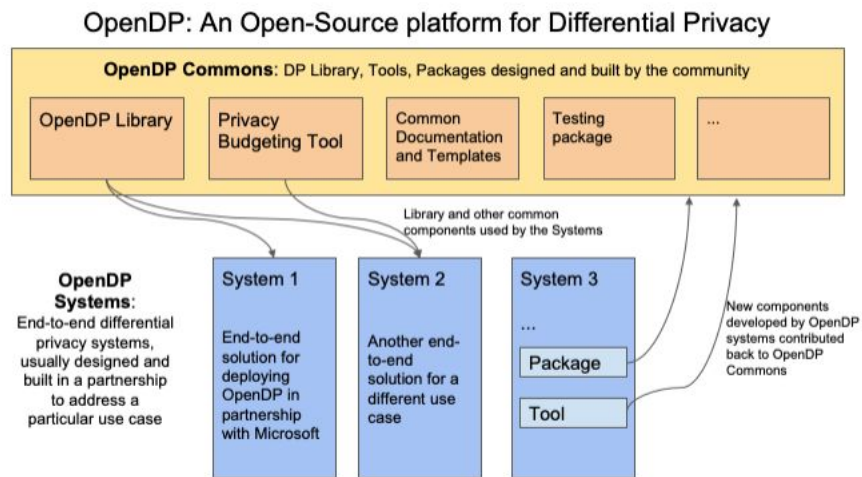 OpenDP: An Open-Source platform for Differential Privacy
OpenDP Commons: DP Library, Tools, Packages designed and built by the community
OpenDP Library
Privacy
Budgeting Tool
Common
Documentation
and Templates
Testing
package
...
Library and other common
components used by the Systems
OpenDP
Systems:
End-to-end differential
privacy systems,
usually designed and
built in a partnership
to address a
particular use case
System 1
End-to-end
solution for
deploying
OpenDP in
partnership
with Microsoft
System 2
Another end-
to-end
solution for a
different use
case
System 3
...
Package
Tool
New components
developed by OpenDP
systems contributed
back to OpenDP
Commons